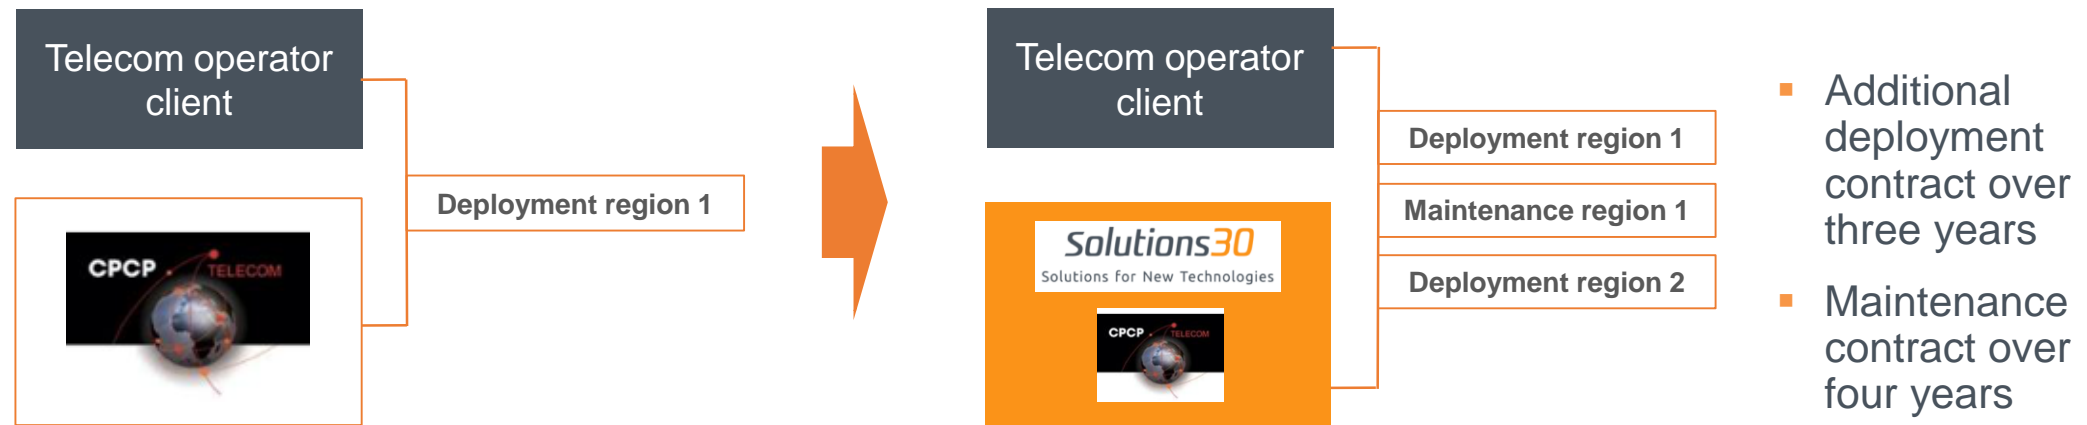 Telecom operator
client
Deployment region 1
CPCP TELECOM
Telecom operator
client
Deployment region 1
Maintenance region 1
Deployment region 2
Solutions30
Solutions for New Technologies
CPCP TELECOM
▪ Additional
deployment
contract over
three years
▪ Maintenance
contract over
four years